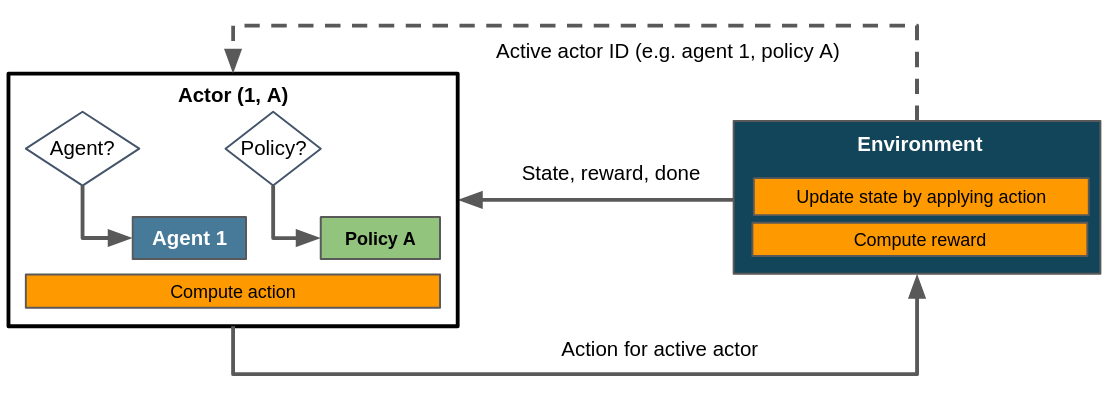 Active actor ID (e.g. agent 1, policy A)
Actor (1, A)
Agent?
Policy?
Agent 1
Policy A
Compute action
State, reward, done
Environment
Update state by applying action
Compute reward
Action for active actor